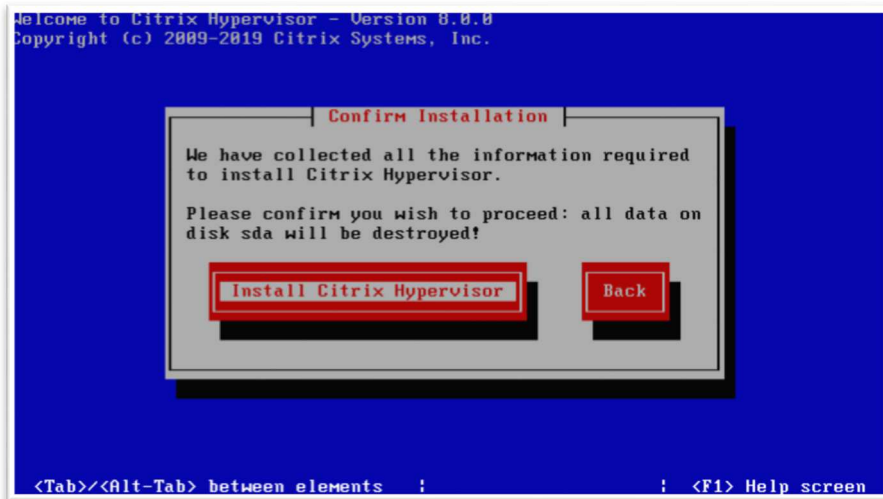 Welcome to Citrix Hypervisor - Version 8.0.0
Copyright (c) 2009-2019 Citrix Systems, Inc.
Confirm Installation
We have collected all the information required
to install Citrix Hypervisor.
Please confirm you wish to proceed: all data on
disk sda will be destroyed!
Install Citrix Hypervisor Back
<Tab>/<Alt-Tab> between elements | | <F1> Help screen